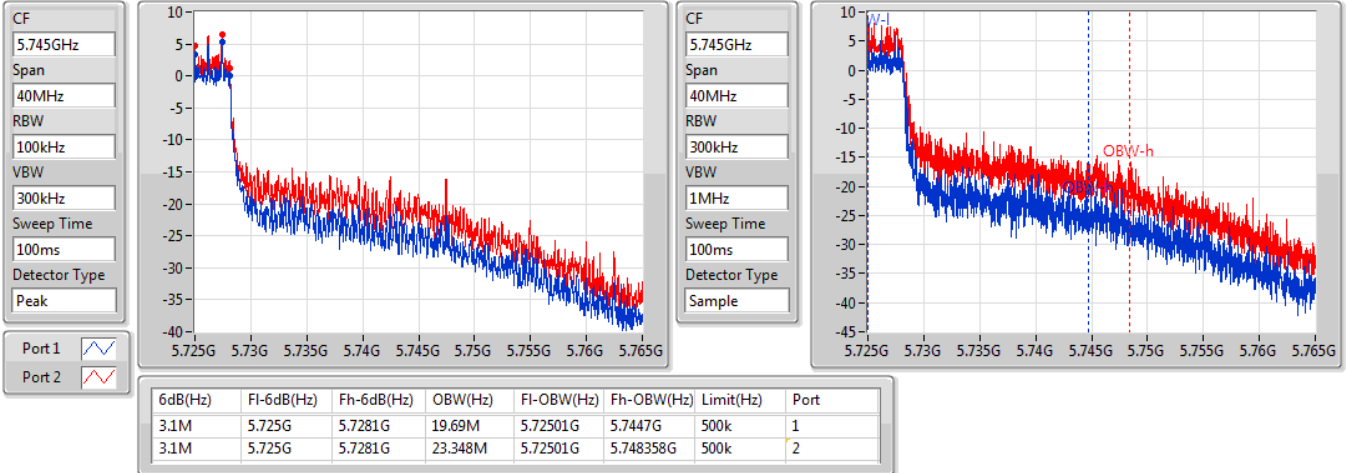 CF
5.745GHz
Span
40MHz
RBW
100kHz
VBW
300kHz
Sweep Time
100ms
Detector Type
Peak
Port 1
Port 2
10
5
0
-5
-10
-15
-20
-25
-30
-35
-40
5.725G 5.73G 5.735G 5.74G 5.745G 5.75G 5.755G 5.76G 5.765G
CF
5.745GHz
Span
40MHz
RBW
300kHz
VBW
1MHz
Sweep Time
100ms
Detector Type
Sample
10
5
0
-5
-10
-15
-20
-25
-30
-35
-40
-45
W-l
OBW-h
OBW-h
5.725G 5.73G 5.735G 5.74G 5.745G 5.75G 5.755G 5.76G 5.765G
6dB(Hz) Fl-6dB(Hz) Fh-6dB(Hz) OBW(Hz) Fl-OBW(Hz) Fh-OBW(Hz) Limit(Hz) Port
3.1M 5.725G 5.7281G 19.69M 5.72501G 5.7447G 500k 1
3.1M 5.725G 5.7281G 23.348M 5.72501G 5.748358G 500k 2